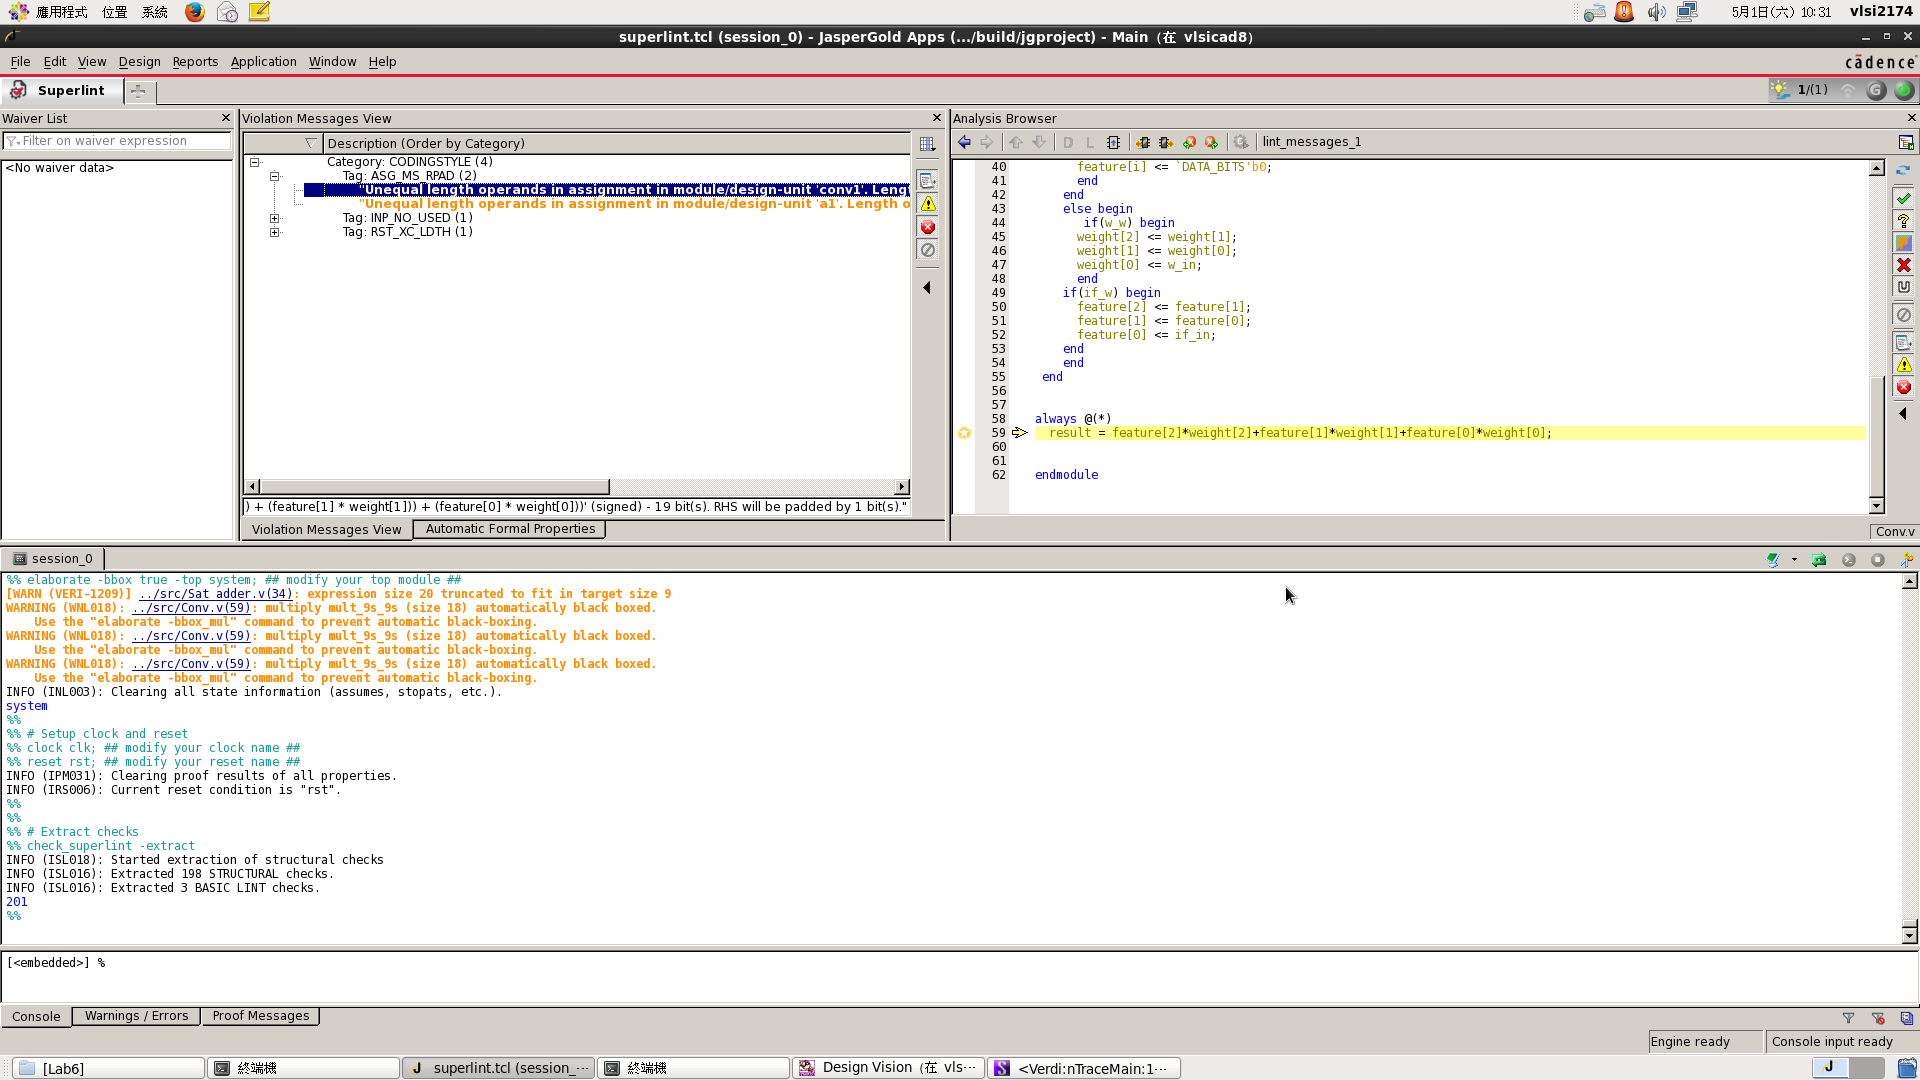 應用程式 位置 系統
5月1日(六) 10:31 vlsi2174
superlint.tcl (session_0) - JasperGold Apps (.../build/jgproject) - Main (在 vlsicad8)
File Edit View Design Reports Application Window Help
cādence
Superlint
1/(1)
Waiver List
Filter on waiver expression
<No waiver data>
Violation Messages View
Description (Order by Category)
Category: CODINGSTYLE (4)
Tag: ASG_MS_RPAD (2)
"Unequal length operands in assignment in module/design-unit 'conv1'. Leng
"Unequal length operands in assignment in module/design-unit 'a1'. Length o
Tag: INP_NO_USED (1)
Tag: RST_XC_LDTH (1)
) + (feature[1] * weight[1])) + (feature[0] * weight[0]))' (signed) - 19 bit(s). RHS will be padded by 1 bit(s)."
Violation Messages View
Automatic Formal Properties
Analysis Browser
lint_messages_1
40 feature[i] <= `DATA_BITS'b0;
41 end
42 end
43 else begin
44 if(w_w) begin
45 weight[2] <= weight[1];
46 weight[1] <= weight[0];
47 weight[0] <= w_in;
48 end
49 if(if_w) begin
50 feature[2] <= feature[1];
51 feature[1] <= feature[0];
52 feature[0] <= if_in;
53 end
54 end
55 end
56
57
58 always @(*)
59 result = feature[2]*weight[2]+feature[1]*weight[1]+feature[0]*weight[0];
60
61
62 endmodule
Conv.v
session_0
%% elaborate -bbox true -top system; ## modify your top module ##
[WARN (VERI-1209)] ../src/Sat_adder.v(34): expression size 20 truncated to fit in target size 9
WARNING (WNL018): ../src/Conv.v(59): multiply mult_9s_9s (size 18) automatically black boxed.
Use the "elaborate -bbox_mul" command to prevent automatic black-boxing.
WARNING (WNL018): ../src/Conv.v(59): multiply mult_9s_9s (size 18) automatically black boxed.
Use the "elaborate -bbox_mul" command to prevent automatic black-boxing.
WARNING (WNL018): ../src/Conv.v(59): multiply mult_9s_9s (size 18) automatically black boxed.
Use the "elaborate -bbox_mul" command to prevent automatic black-boxing.
INFO (INL003): Clearing all state information (assumes, stopats, etc.).
system
%%
%% # Setup clock and reset
%% clock clk; ## modify your clock name ##
%% reset rst; ## modify your reset name ##
INFO (IPM031): Clearing proof results of all properties.
INFO (IRS006): Current reset condition is "rst".
%%
%%
%% # Extract checks
%% check_superlint -extract
INFO (ISL018): Started extraction of structural checks
INFO (ISL016): Extracted 198 STRUCTURAL checks.
INFO (ISL016): Extracted 3 BASIC LINT checks.
201
%%
[<embedded>] %
Console
Warnings / Errors
Proof Messages
Engine ready
Console input ready
[Lab6]
終端機
superlint.tcl (session_···
終端機
Design Vision（在 vls···
<Verdi:nTraceMain:1···